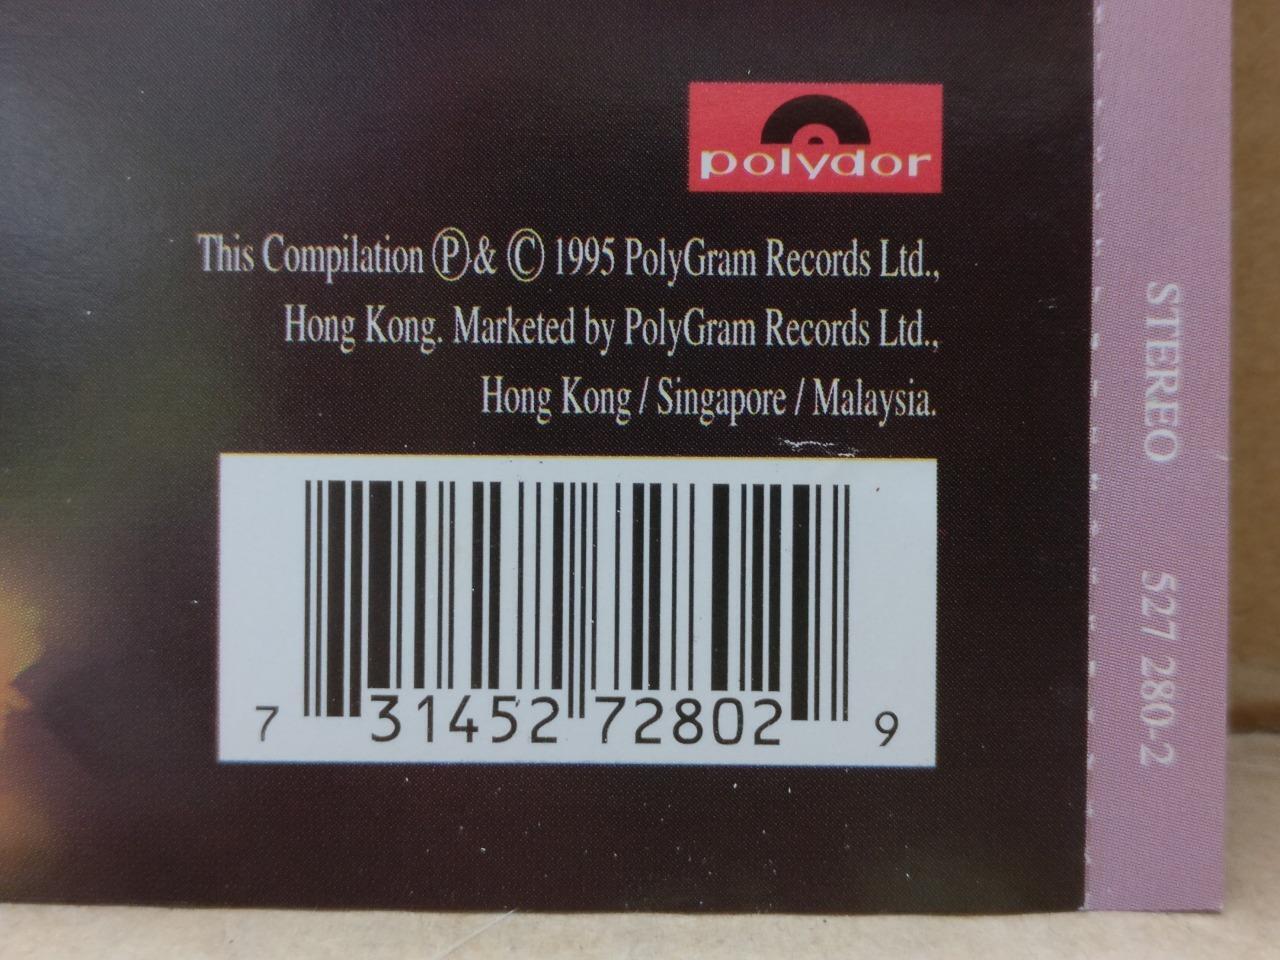 polydor
This Compilation Ⓟ & © 1995 PolyGram Records Ltd.,
Hong Kong. Marketed by PolyGram Records Ltd.,
Hong Kong / Singapore / Malaysia.
7 31452 72802 9
STEREO 527 280-2